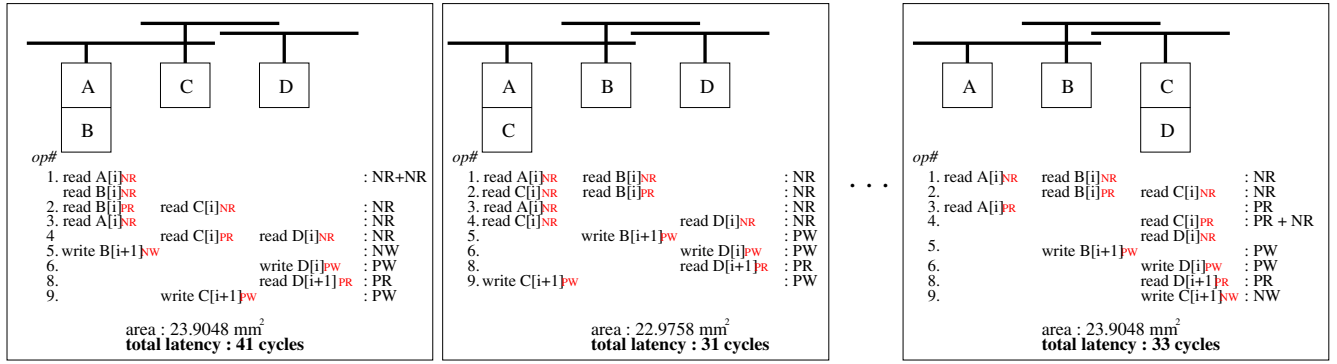 A C D
B
op#
1. read A[i]NR : NR+NR
read B[i]NR
2. read B[i]PR read C[i]NR : NR
3. read A[i]NR : NR
4 read C[i]PR read D[i]NR : NR
5. write B[i+1]NW : NW
6. write D[i]PW : PW
8. read D[i+1]PR : PR
9. write C[i+1]PW : PW
area : 23.9048 mm2
total latency : 41 cycles
A B D
C
op#
1. read A[i]NR read B[i]NR : NR
2. read C[i]NR read B[i]PR : NR
3. read A[i]NR : NR
4. read C[i]NR read D[i]NR : NR
5. write B[i+1]PW : PW
6. write D[i]PW : PW
8. read D[i+1]PR : PR
9. write C[i+1]PW : PW
area : 22.9758 mm2
total latency : 31 cycles
. . .
A B C
D
op#
1. read A[i]NR read B[i]NR : NR
2. read B[i]PR read C[i]NR : NR
3. read A[i]PR : PR
4. read C[i]PR : PR + NR
read D[i]NR
5. write B[i+1]PW : PW
6. write D[i]PW : PW
8. read D[i+1]PR : PR
9. write C[i+1]NW : NW
area : 23.9048 mm2
total latency : 33 cycles